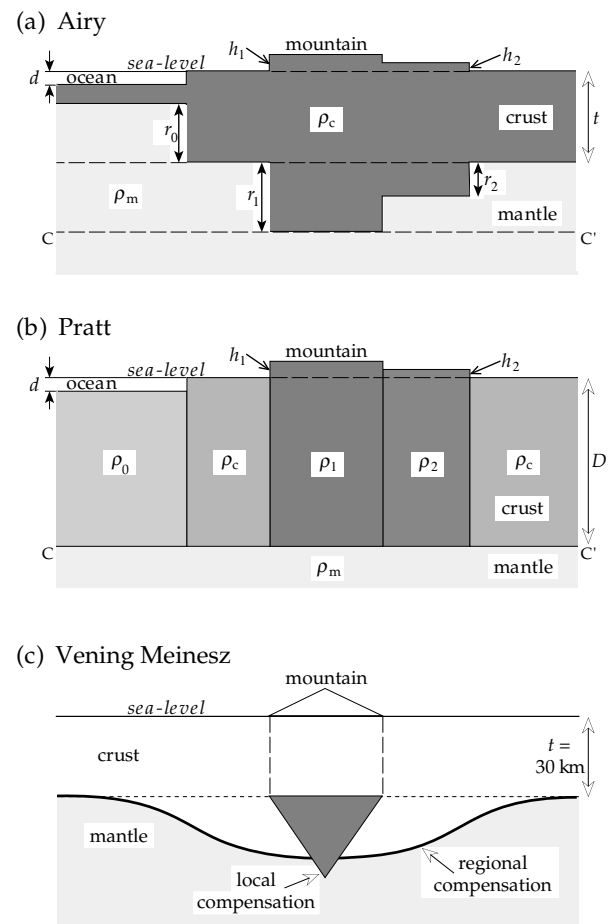 (a) Airy
sea-level
h₁
mountain
h₂
d
ocean
r₀
ρc
crust
t
r₁
r₂
ρm
mantle
C
C'
(b) Pratt
sea-level
h₁
mountain
h₂
d
ocean
ρ₀
ρc
ρ₁
ρ₂
ρc
D
crust
C
C'
ρm
mantle
(c) Vening Meinesz
mountain
sea-level
crust
t =
30 km
mantle
local
compensation
regional
compensation